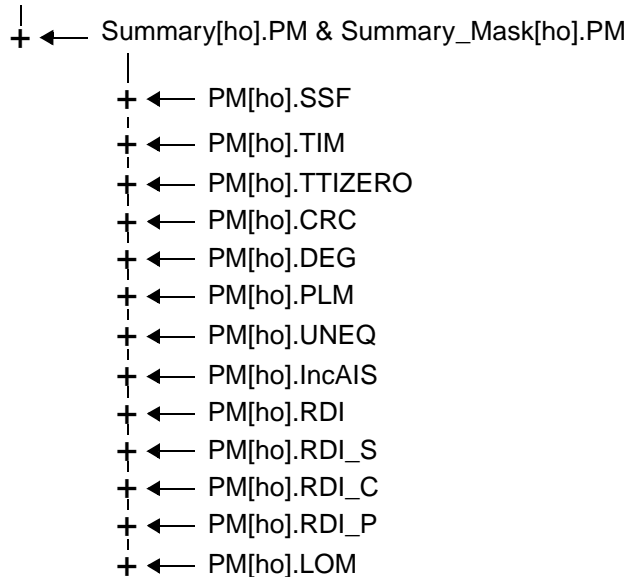 Summary[ho].PM & Summary_Mask[ho].PM
PM[ho].SSF
PM[ho].TIM
PM[ho].TTIZERO
PM[ho].CRC
PM[ho].DEG
PM[ho].PLM
PM[ho].UNEQ
PM[ho].IncAIS
PM[ho].RDI
PM[ho].RDI_S
PM[ho].RDI_C
PM[ho].RDI_P
PM[ho].LOM